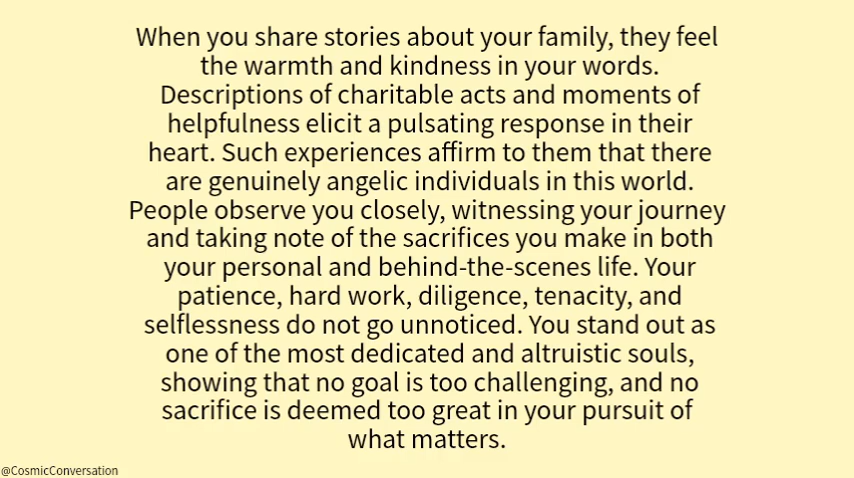 When you share stories about your family, they feel
the warmth and kindness in your words.
Descriptions of charitable acts and moments of
helpfulness elicit a pulsating response in their
heart. Such experiences affirm to them that there
are genuinely angelic individuals in this world.
People observe you closely, witnessing your journey
and taking note of the sacrifices you make in both
your personal and behind-the-scenes life. Your
patience, hard work, diligence, tenacity, and
selflessness do not go unnoticed. You stand out as
one of the most dedicated and altruistic souls,
showing that no goal is too challenging, and no
sacrifice is deemed too great in your pursuit of
what matters.
@CosmicConversation